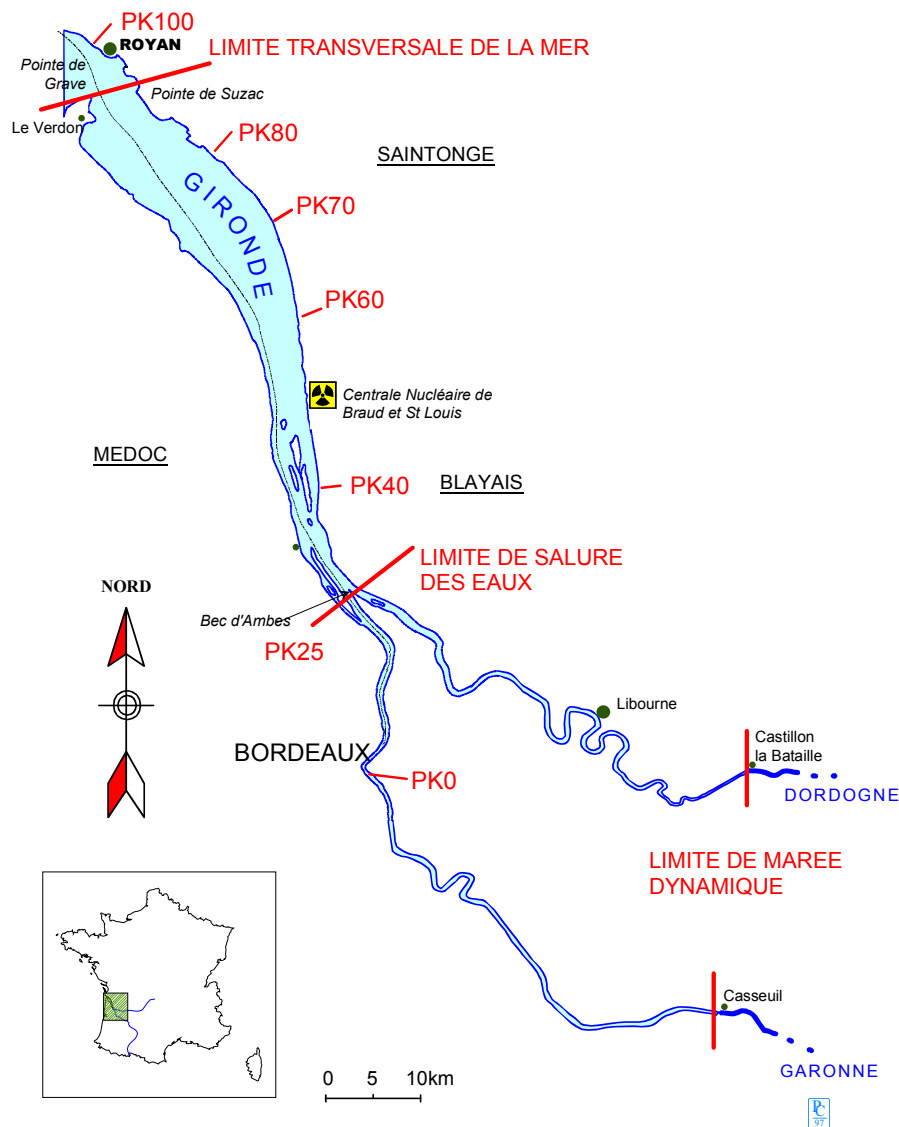 PK100
ROYAN
LIMITE TRANSVERSALE DE LA MER
Pointe de
Grave
Pointe de Suzac
Le Verdon
PK80
SAINTONGE
PK70
GIRONDE
PK60
Centrale Nucléaire de
Braud et St Louis
MEDOC
PK40
BLAYAIS
LIMITE DE SALURE
DES EAUX
NORD
Bec d'Ambes
PK25
Libourne
BORDEAUX
Castillon
la Bataille
PK0
DORDOGNE
LIMITE DE MAREE
DYNAMIQUE
Casseuil
GARONNE
0 5 10km
PC
97